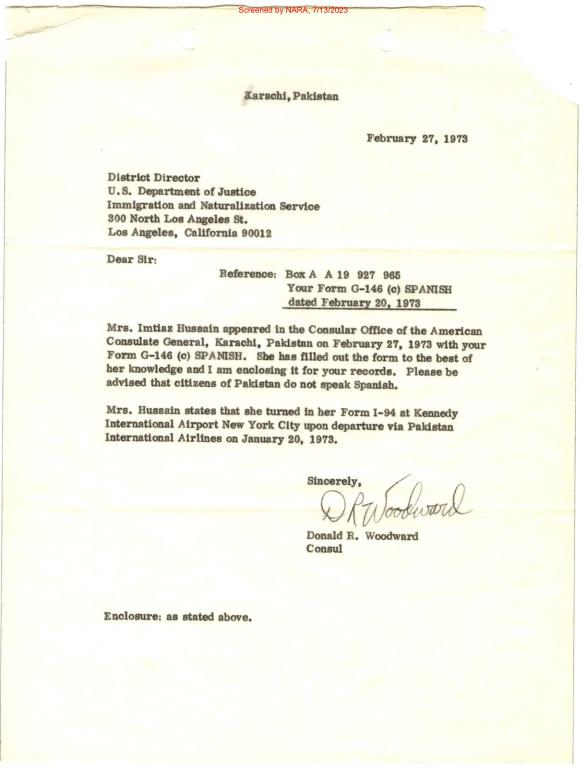 Screened by NARA, 7/13/2023
Karachi, Pakistan
February 27, 1973
District Director
U.S. Department of Justice
Immigration and Naturalization Service
300 North Los Angeles St.
Los Angeles, California 90012
Dear Sir:
Reference: Box A A 19 927 965
Your Form G-146 (c) SPANISH
dated February 20, 1973
Mrs. Imtiaz Hussain appeared in the Consular Office of the American
Consulate General, Karachi, Pakistan on February 27, 1973 with your
Form G-146 (c) SPANISH. She has filled out the form to the best of
her knowledge and I am enclosing it for your records. Please be
advised that citizens of Pakistan do not speak Spanish.
Mrs. Hussain states that she turned in her Form I-94 at Kennedy
International Airport New York City upon departure via Pakistan
International Airlines on January 20, 1973.
Sincerely,
D R Woodward
Donald R. Woodward
Consul
Enclosure: as stated above.